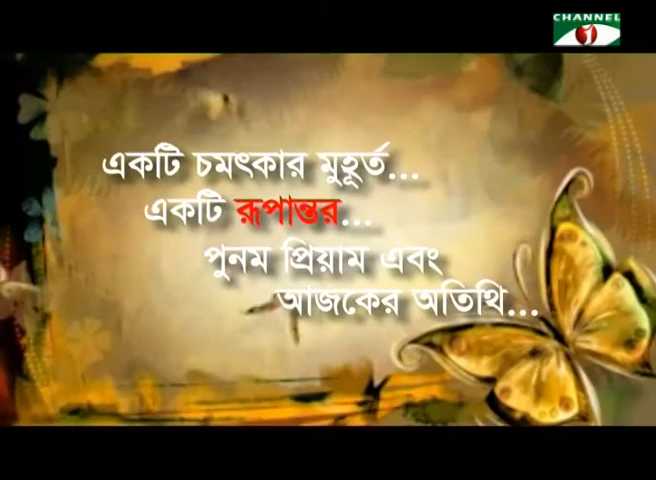 CHANNEL i
একটি চমৎকার মুহূর্ত...
একটি রূপান্তর...
পুনম প্রিয়াম এবং
আজকের অতিথি...